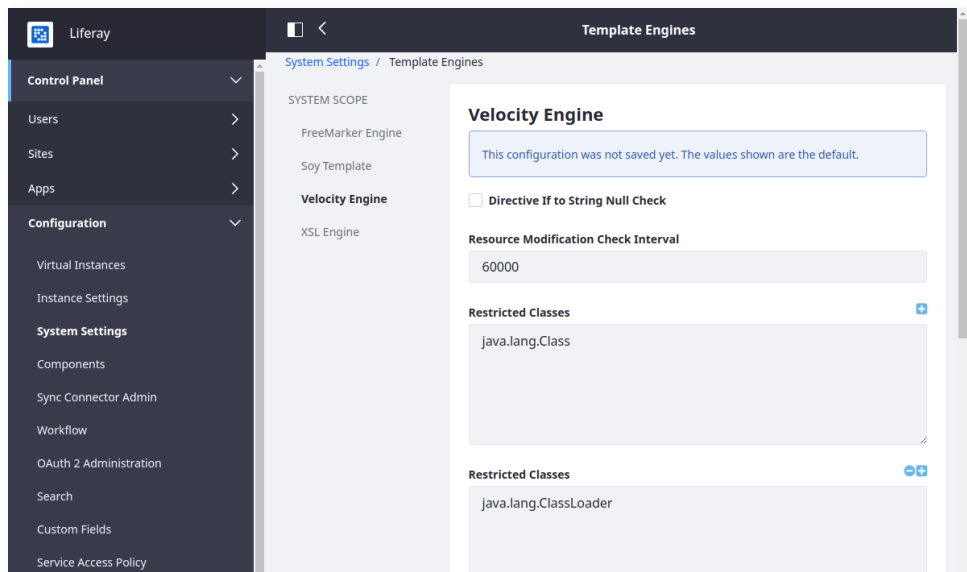 Liferay
Control Panel
Users
Sites
Apps
Configuration
Virtual Instances
Instance Settings
System Settings
Components
Sync Connector Admin
Workflow
OAuth 2 Administration
Search
Custom Fields
Service Access Policy
Template Engines
System Settings / Template Engines
SYSTEM SCOPE
FreeMarker Engine
Soy Template
Velocity Engine
XSL Engine
Velocity Engine
This configuration was not saved yet. The values shown are the default.
Directive If to String Null Check
Resource Modification Check Interval
60000
Restricted Classes
java.lang.Class
Restricted Classes
java.lang.ClassLoader